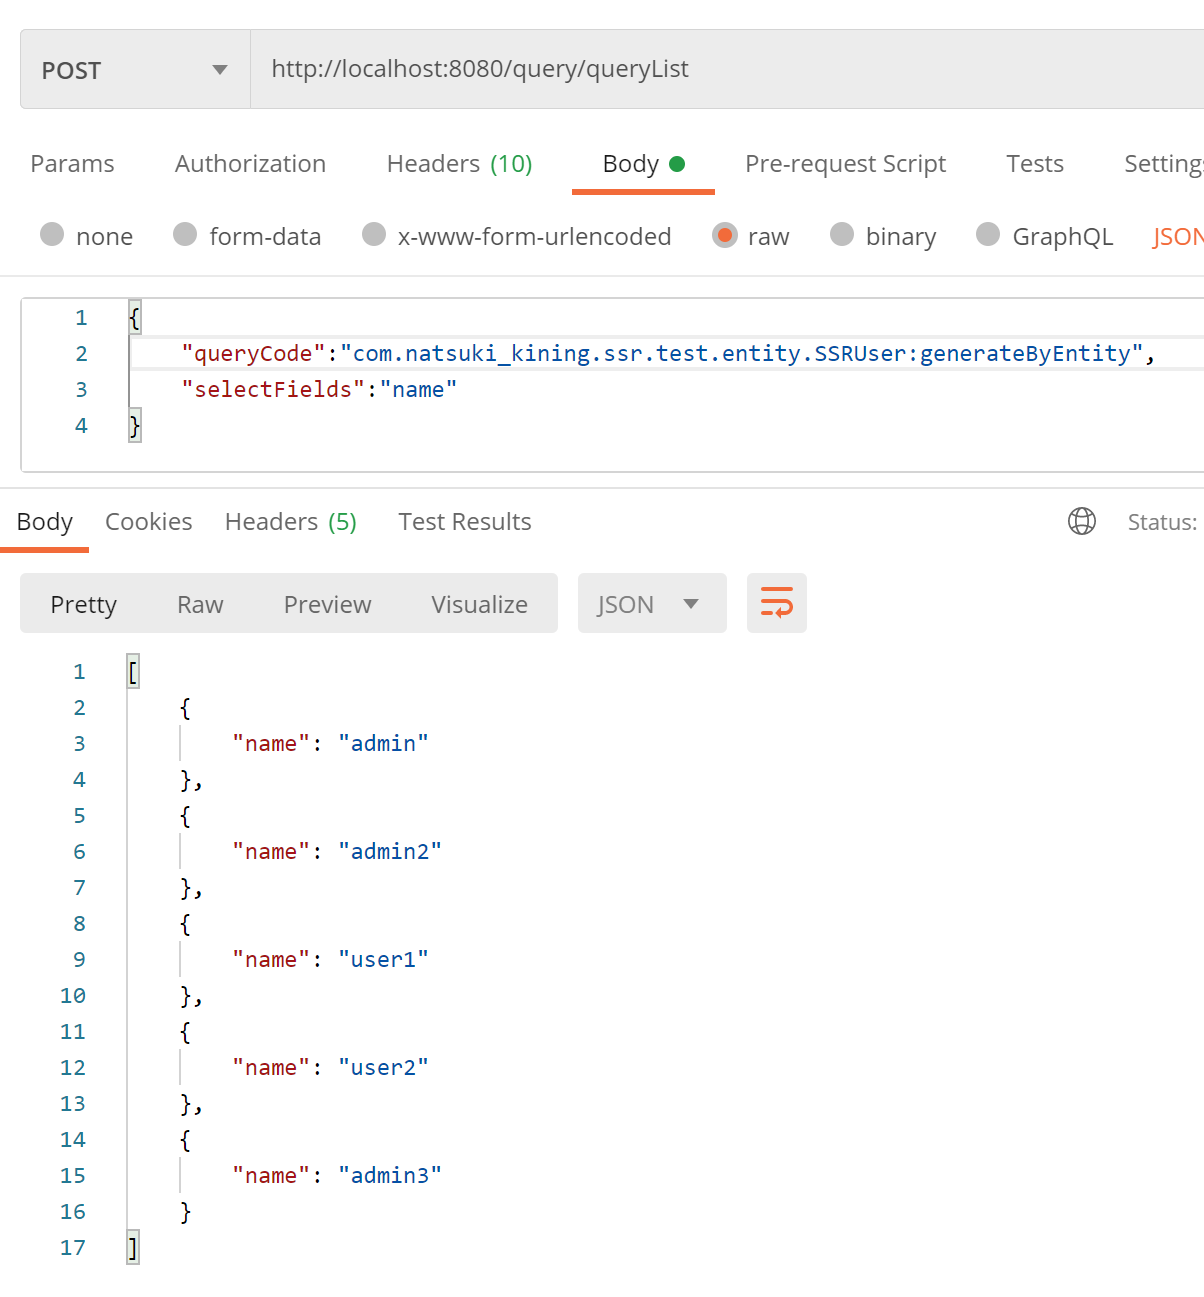 POST http://localhost:8080/query/queryList
Params Authorization Headers (10) Body Pre-request Script Tests Settings
none form-data x-www-form-urlencoded raw binary GraphQL JSON
1 {
2 "queryCode":"com.natsuki_kining.ssr.test.entity.SSRUser:generateByEntity",
3 "selectFields":"name"
4 }
Body Cookies Headers (5) Test Results Status:
Pretty Raw Preview Visualize JSON
1 [
2 {
3 "name": "admin"
4 },
5 {
6 "name": "admin2"
7 },
8 {
9 "name": "user1"
10 },
11 {
12 "name": "user2"
13 },
14 {
15 "name": "admin3"
16 }
17 ]